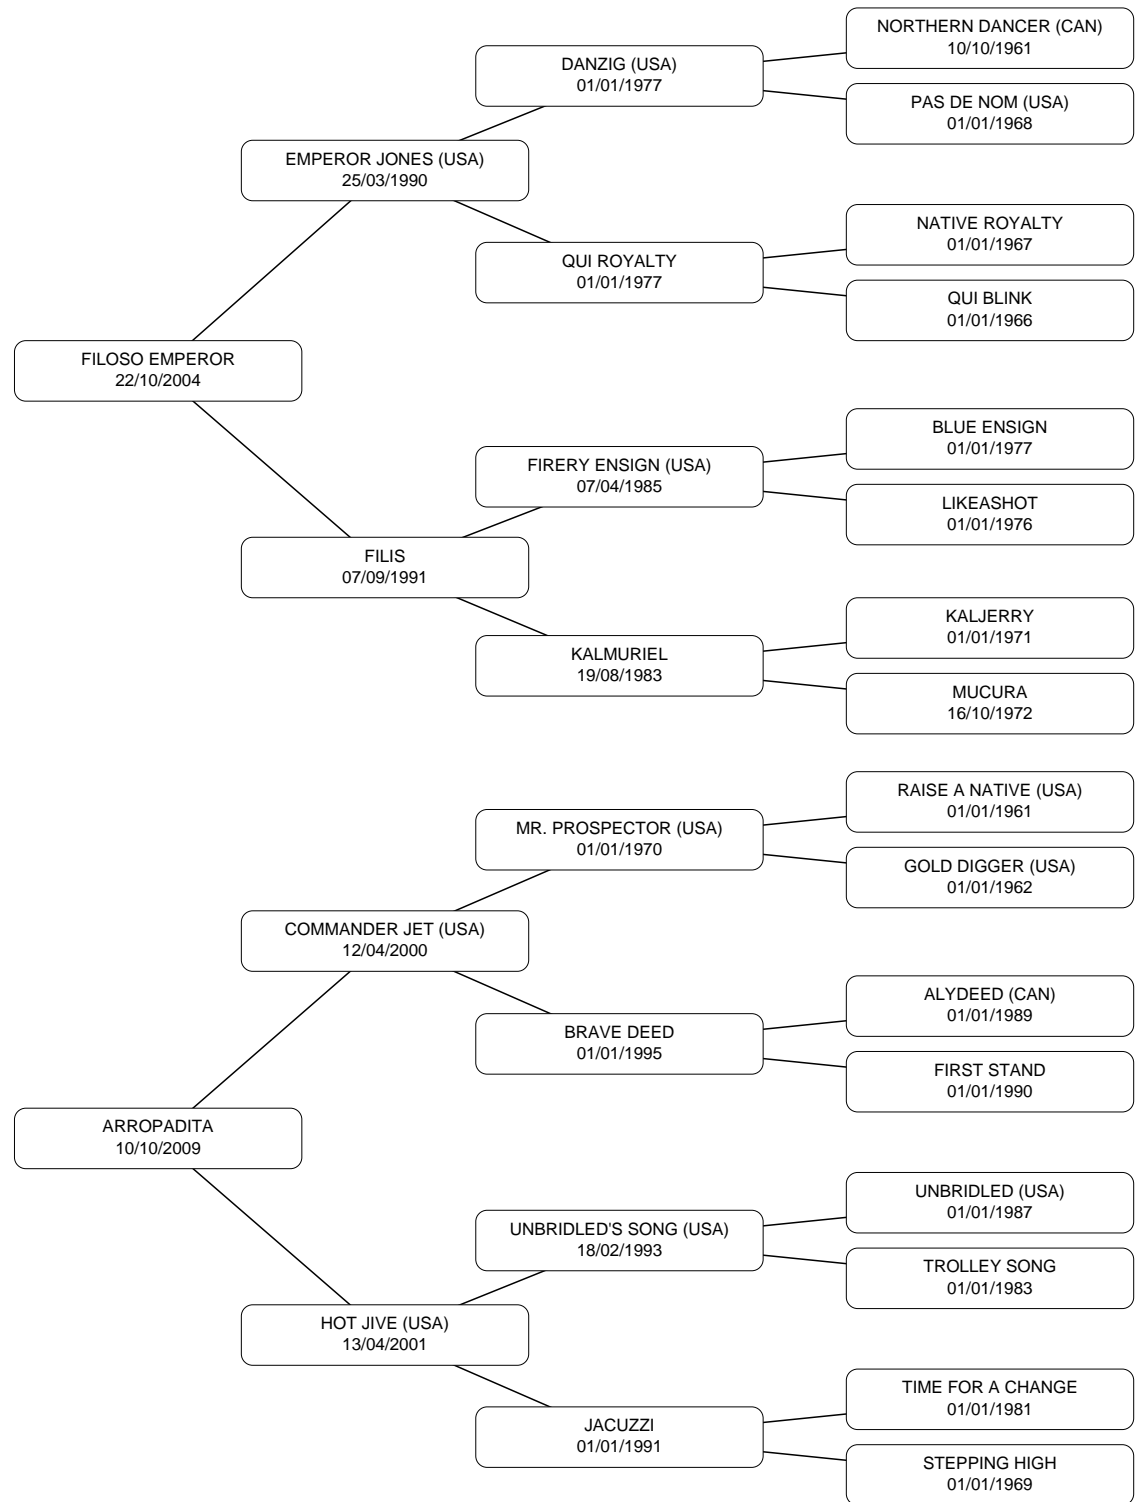 NORTHERN DANCER (CAN)
10/10/1961
DANZIG (USA)
01/01/1977
PAS DE NOM (USA)
01/01/1968
EMPEROR JONES (USA)
25/03/1990
NATIVE ROYALTY
01/01/1967
QUI ROYALTY
01/01/1977
QUI BLINK
01/01/1966
FILOSO EMPEROR
22/10/2004
BLUE ENSIGN
01/01/1977
FIRERY ENSIGN (USA)
07/04/1985
LIKEASHOT
01/01/1976
FILIS
07/09/1991
KALJERRY
01/01/1971
KALMURIEL
19/08/1983
MUCURA
16/10/1972
RAISE A NATIVE (USA)
01/01/1961
MR. PROSPECTOR (USA)
01/01/1970
GOLD DIGGER (USA)
01/01/1962
COMMANDER JET (USA)
12/04/2000
ALYDEED (CAN)
01/01/1989
BRAVE DEED
01/01/1995
FIRST STAND
01/01/1990
ARROPADITA
10/10/2009
UNBRIDLED (USA)
01/01/1987
UNBRIDLED'S SONG (USA)
18/02/1993
TROLLEY SONG
01/01/1983
HOT JIVE (USA)
13/04/2001
TIME FOR A CHANGE
01/01/1981
JACUZZI
01/01/1991
STEPPING HIGH
01/01/1969